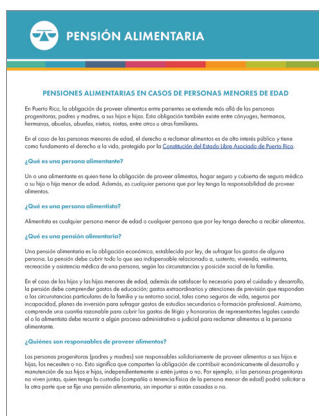 PENSIÓN ALIMENTARIA
PENSIONES ALIMENTARIAS EN CASOS DE PERSONAS MENORES DE EDAD
En Puerto Rico, la obligación de proveer alimentos entre parientes se extiende más allá de las personas
progenitoras, padres y madres, a sus hijos e hijas. Esta obligación también existe entre cónyuges, hermanos,
hermanas, abuelos, abuelas, nietos, nietas, entre otros u otras familiares.
En el caso de las personas menores de edad, el derecho a reclamar alimentos es de alto interés público y tiene
como fundamento el derecho a la vida, protegido por la Constitución del Estado Libre Asociado de Puerto Rico.
¿Qué es una persona alimentante?
Un o una alimentante es quien tiene la obligación de proveer alimentos, hogar seguro y cubierta de seguro médico
a su hijo o hija menor de edad. Además, es cualquier persona que por ley tenga la responsabilidad de proveer
alimentos.
¿Qué es una persona alimentista?
Alimentista es cualquier persona menor de edad o cualquier persona que por ley tenga derecho a recibir alimentos.
¿Qué es una pensión alimentaria?
Una pensión alimentaria es la obligación económica, establecida por ley, de sufragar los gastos de alguna
persona. La pensión debe cubrir todo lo que sea indispensable relacionado a, sustento, vivienda, vestimenta,
recreación y asistencia médica de una persona, según las circunstancias y posición social de la familia.
En el caso de los hijos y las hijas menores de edad, además de satisfacer lo necesario para el cuidado y desarrollo,
la pensión debe comprender gastos de educación; gastos extraordinarios y atenciones de previsión que respondan
a las circunstancias particulares de la familia y su entorno social, tales como seguros de vida, seguros por
incapacidad, planes de inversión para sufragar gastos de estudios secundarios o formación profesional. Asimismo,
comprende una cuantía razonable para cubrir los gastos de litigio y honorarios de representantes legales cuando
el o la alimentista debe recurrir a algún proceso administrativo o judicial para reclamar alimentos a la persona
alimentante.
¿Quiénes son responsables de proveer alimentos?
Las personas progenitoras (padres y madres) son responsables solidariamente de proveer alimentos a sus hijos e
hijas, los necesiten o no. Esto significa que comparten la obligación de contribuir económicamente al desarrollo y
manutención de sus hijos e hijas, independientemente si están juntas o no. Por ejemplo, si las personas progenitoras
no viven juntas, quien tenga la custodia (compañía o tenencia física de la persona menor de edad) podrá solicitar a
la otra parte que se fije una pensión alimentaria, sin importar si están casadas o no.